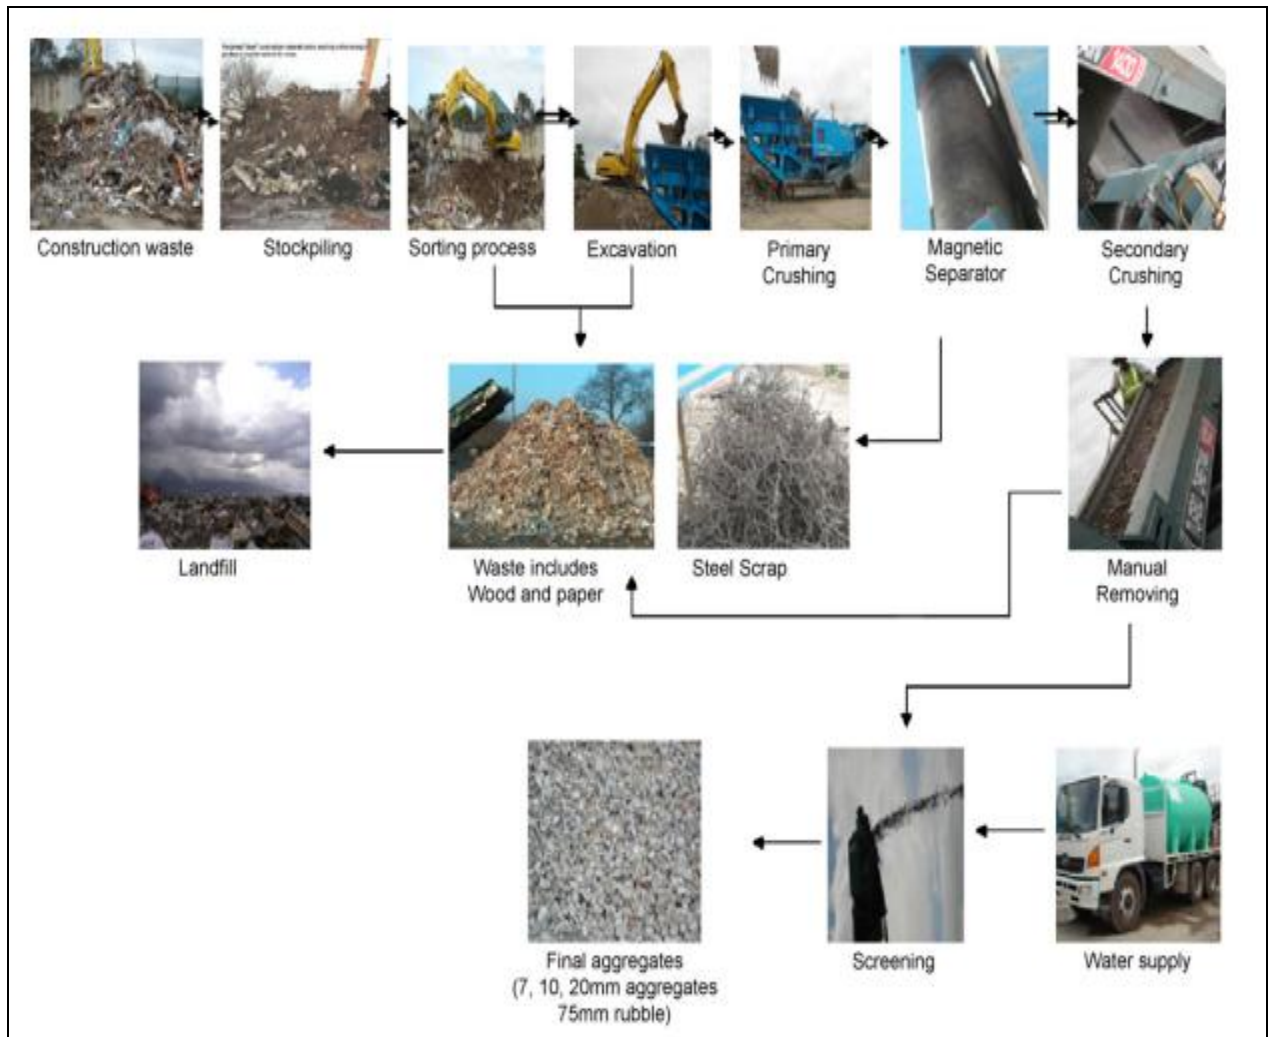 Construction waste
Stockpiling
Sorting process
Excavation
Primary
Crushing
Magnetic
Separator
1430
Secondary
Crushing
Landfill
Waste includes
Wood and paper
Steel Scrap
Manual
Removing
Final aggregates
(7, 10, 20mm aggregates
75mm rubble)
Screening
Water supply